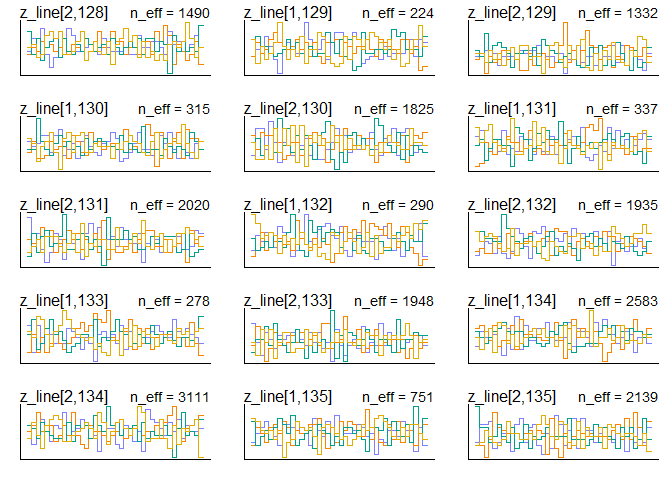 z_line[2,128] n_eff = 1490
z_line[1,129] n_eff = 224
z_line[2,129] n_eff = 1332
z_line[1,130] n_eff = 315
z_line[2,130] n_eff = 1825
z_line[1,131] n_eff = 337
z_line[2,131] n_eff = 2020
z_line[1,132] n_eff = 290
z_line[2,132] n_eff = 1935
z_line[1,133] n_eff = 278
z_line[2,133] n_eff = 1948
z_line[1,134] n_eff = 2583
z_line[2,134] n_eff = 3111
z_line[1,135] n_eff = 751
z_line[2,135] n_eff = 2139